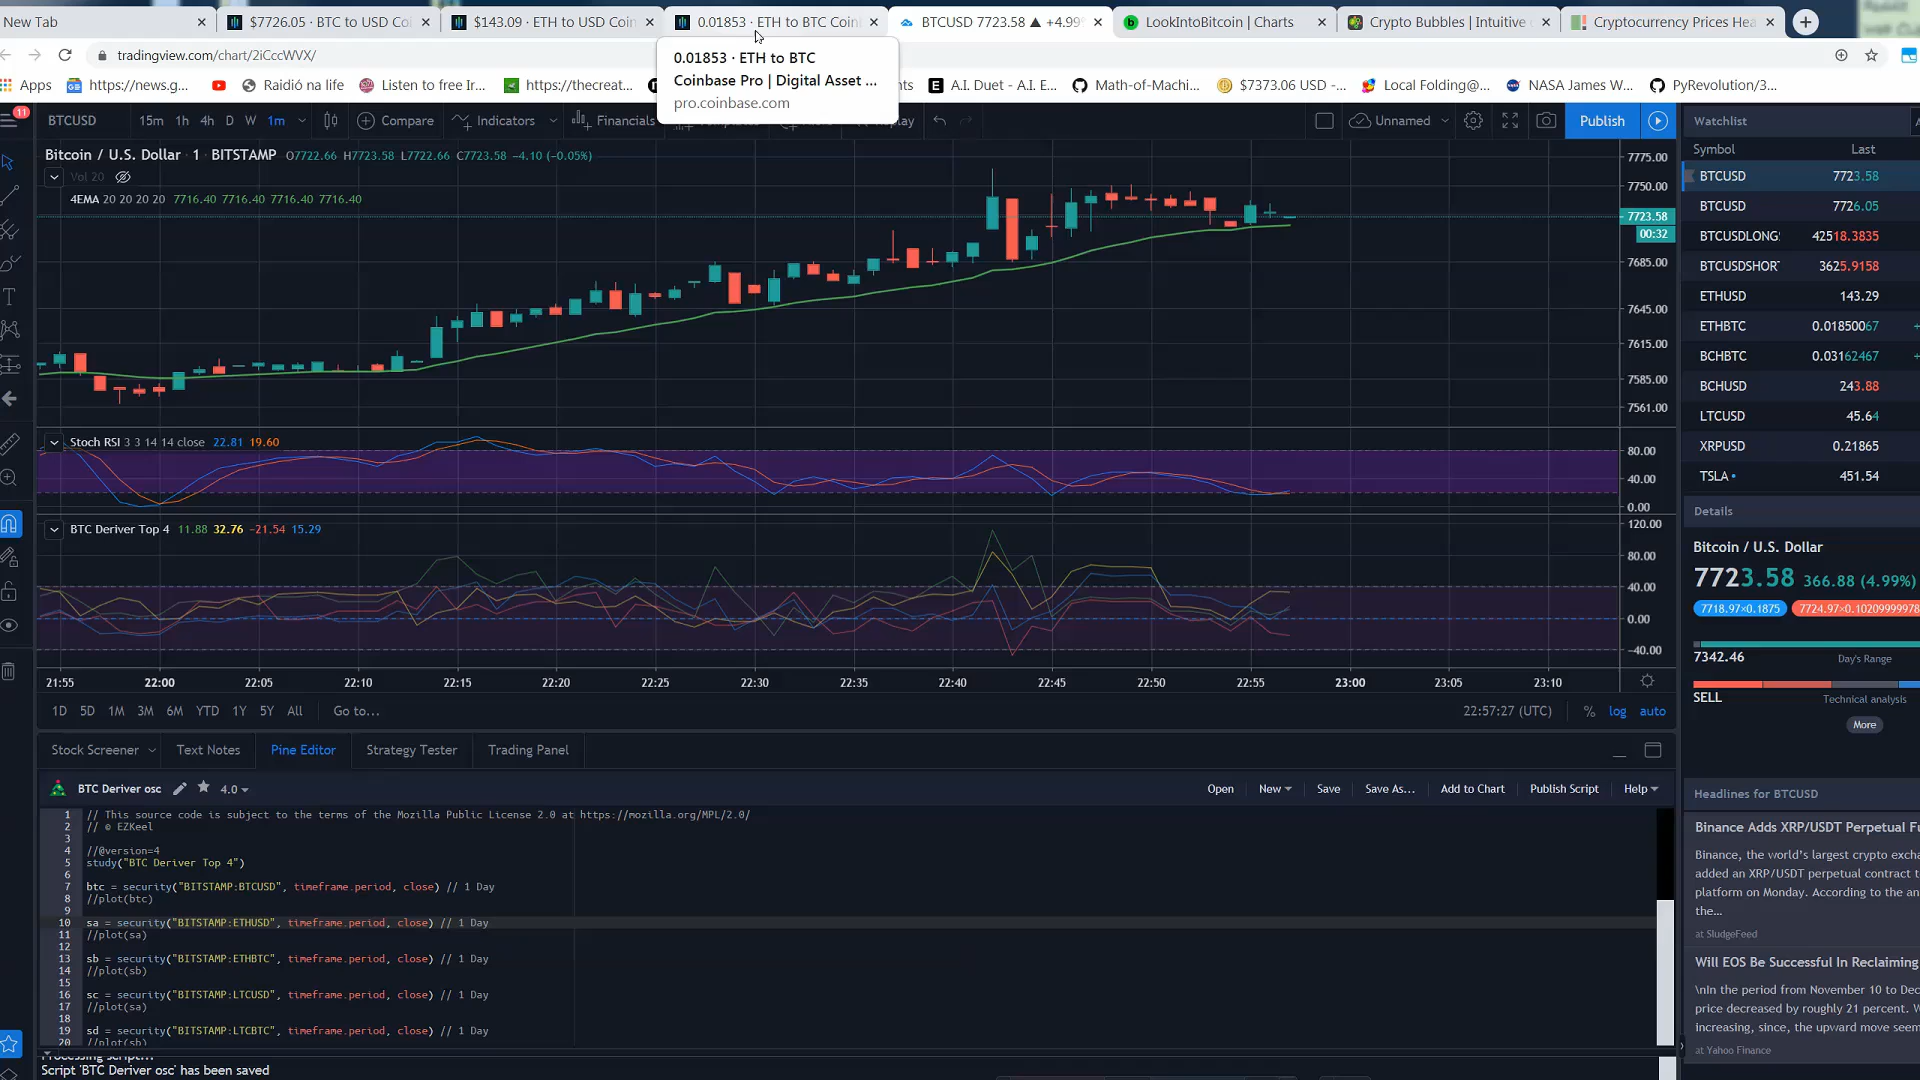 New Tab
$7726.05 · BTC to USD Coi
$143.09 · ETH to USD Coin
0.01853 · ETH to BTC Coin
BTCUSD 7723.58 ▲ +4.99%
LookIntoBitcoin | Charts
Crypto Bubbles | Intuitive c
Cryptocurrency Prices Hea
tradingview.com/chart/2iCccWVX/
0.01853 · ETH to BTC
Coinbase Pro | Digital Asset ...
pro.coinbase.com
Apps
https://news.g...
Raidió na life
Listen to free Ir...
https://thecreat...
A.I. Duet - A.I. E...
Math-of-Machi...
$7373.06 USD -...
Local Folding@...
NASA James W...
PyRevolution/3...
11
BTCUSD
15m 1h 4h D W 1m
Compare
Indicators
Financials
Unnamed
Publish
Bitcoin / U.S. Dollar · 1 · BITSTAMP O7722.66 H7723.58 L7722.66 C7723.58 −4.10 (−0.05%)
Vol 20
4EMA 20 20 20 20 7716.40 7716.40 7716.40 7716.40
7775.00
7750.00
7723.58
00:32
7685.00
7645.00
7615.00
7585.00
7561.00
Stoch RSI 3 3 14 14 close 22.81 19.60
80.00
40.00
0.00
BTC Deriver Top 4 11.88 32.76 −21.54 15.29
120.00
80.00
40.00
0.00
−40.00
21:55 22:00 22:05 22:10 22:15 22:20 22:25 22:30 22:35 22:40 22:45 22:50 22:55 23:00 23:05 23:10
1D 5D 1M 3M 6M YTD 1Y 5Y All Go to...
22:57:27 (UTC) % log auto
Stock Screener
Text Notes
Pine Editor
Strategy Tester
Trading Panel
BTC Deriver osc
4.0
Open
New
Save
Save As...
Add to Chart
Publish Script
Help
1 // This source code is subject to the terms of the Mozilla Public License 2.0 at https://mozilla.org/MPL/2.0/
2 // @ EZKeel
3
4 //@version=4
5 study("BTC Deriver Top 4")
6
7 btc = security("BITSTAMP:BTCUSD", timeframe.period, close) // 1 Day
8 //plot(btc)
9
10 sa = security("BITSTAMP:ETHUSD", timeframe.period, close) // 1 Day
11 //plot(sa)
12
13 sb = security("BITSTAMP:ETHBTC", timeframe.period, close) // 1 Day
14 //plot(sb)
15
16 sc = security("BITSTAMP:LTCUSD", timeframe.period, close) // 1 Day
17 //plot(sa)
18
19 sd = security("BITSTAMP:LTCBTC", timeframe.period, close) // 1 Day
20 //plot(sb)
Processing script...
Script 'BTC Deriver osc' has been saved
Watchlist
Symbol Last
BTCUSD 7723.58
BTCUSD 7726.05
BTCUSDLONG: 42518.3835
BTCUSDSHORT 3625.9158
ETHUSD 143.29
ETHBTC 0.01850067
BCHBTC 0.03162467
BCHUSD 243.88
LTCUSD 45.64
XRPUSD 0.21865
TSLA 451.54
Details
Bitcoin / U.S. Dollar
7723.58 366.88 (4.99%)
7718.97×0.1875 7724.97×0.1020999978
7342.46
Day's Range
SELL
Technical analysis
More
Headlines for BTCUSD
Binance Adds XRP/USDT Perpetual Fu
Binance, the world's largest crypto excha
added an XRP/USDT perpetual contract t
platform on Monday. According to the an
the...
at SludgeFeed
Will EOS Be Successful In Reclaiming
\nIn the period from November 10 to Dec
price decreased by roughly 21 percent. W
increasing, since, the upward move seem
at Yahoo Finance